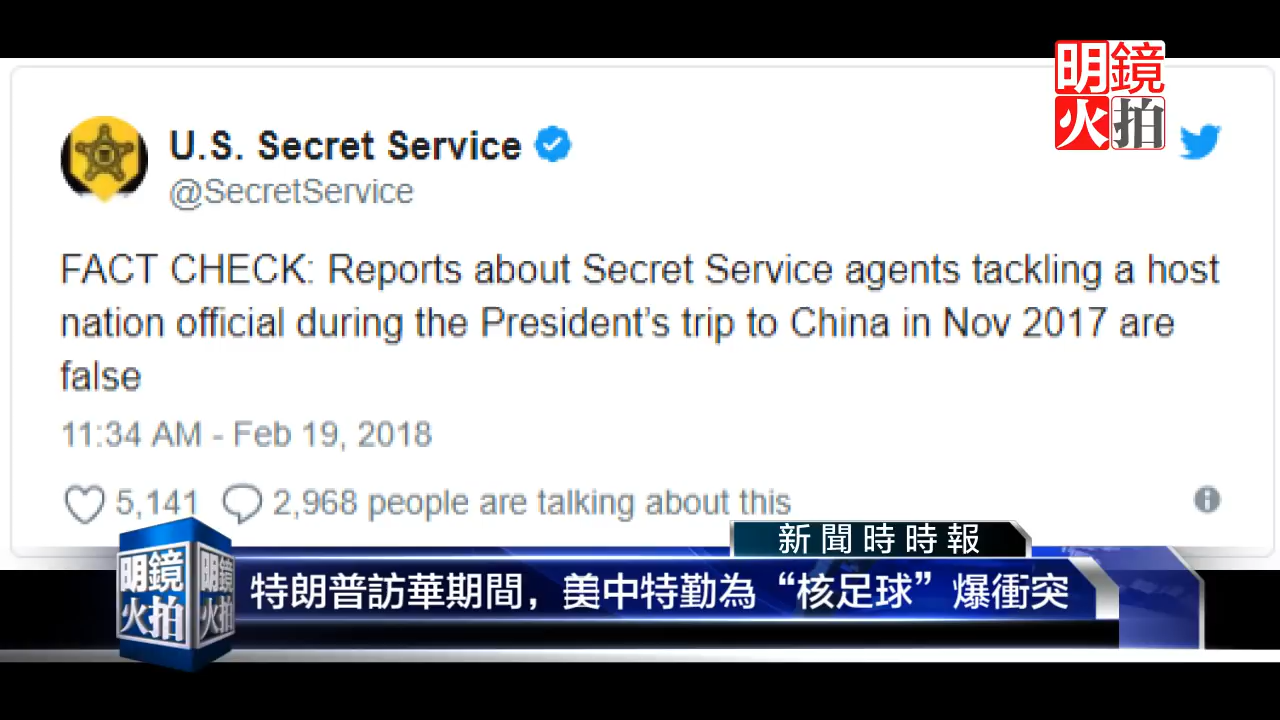 明鏡
火拍
U.S. Secret Service
@SecretService
FACT CHECK: Reports about Secret Service agents tackling a host
nation official during the President’s trip to China in Nov 2017 are
false
11:34 AM - Feb 19, 2018
5,141 2,968 people are talking about this
新聞時時報
明鏡
火拍
明鏡
火拍
特朗普訪華期間，美中特勤為“核足球”爆衝突